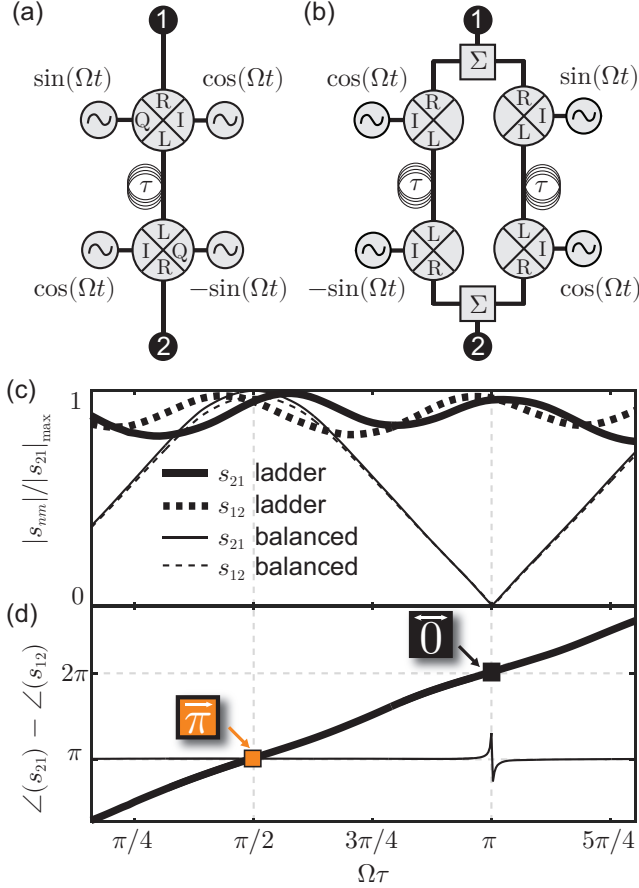 (a)
(b)
1
1
Σ
sin(Ωt)
cos(Ωt)
cos(Ωt)
sin(Ωt)
R
Q
I
L
R
I
L
R
I
L
τ
τ
τ
L
I
Q
R
L
I
R
L
I
R
cos(Ωt)
−sin(Ωt)
−sin(Ωt)
cos(Ωt)
Σ
2
2
(c)
|s_nm|/|s_21|_max
1
0
s_21 ladder
s_12 ladder
s_21 balanced
s_12 balanced
(d)
∠(s_21) − ∠(s_12)
2π
π
0
π
π/4
π/2
3π/4
π
5π/4
Ωτ